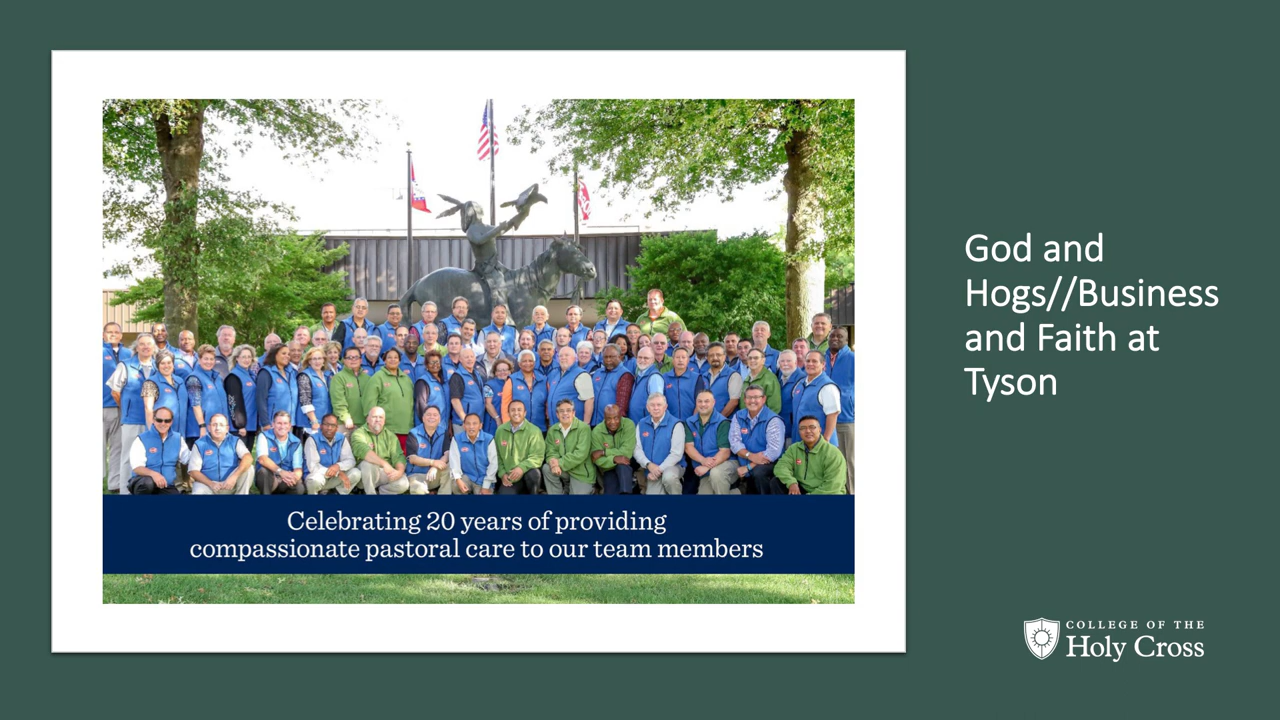 Celebrating 20 years of providing
compassionate pastoral care to our team members
God and
Hogs//Business
and Faith at
Tyson
COLLEGE OF THE
Holy Cross